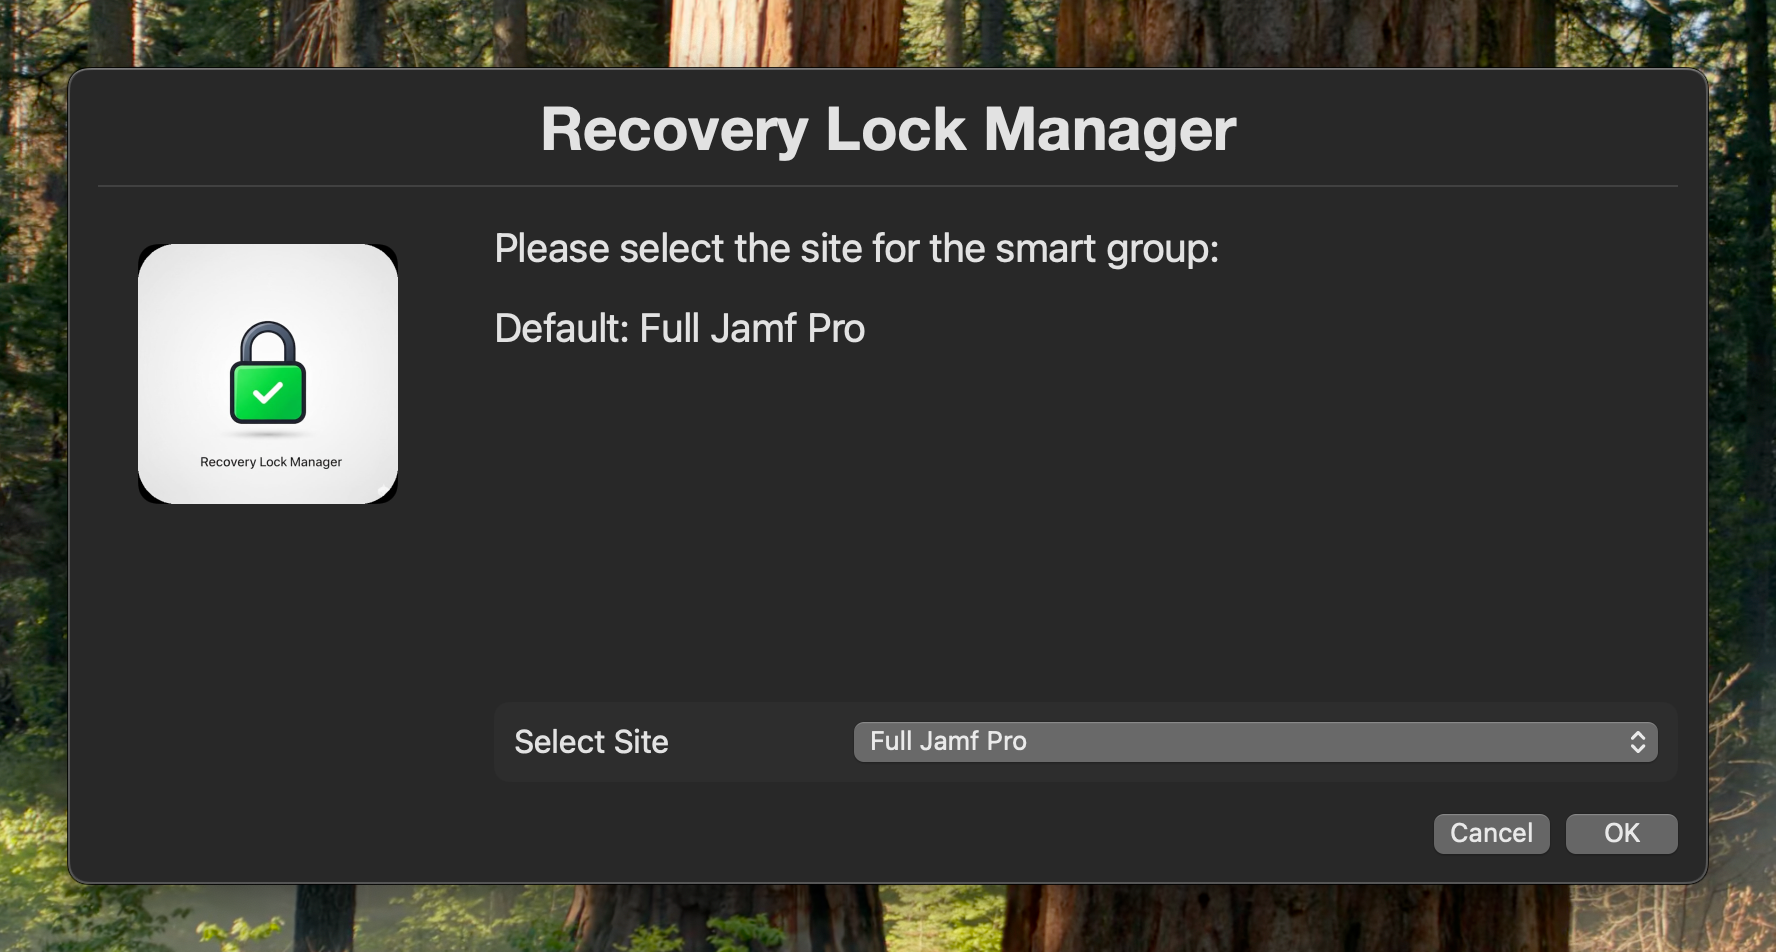 Recovery Lock Manager
Please select the site for the smart group:
Default: Full Jamf Pro
Recovery Lock Manager
Select Site
Full Jamf Pro
Cancel
OK